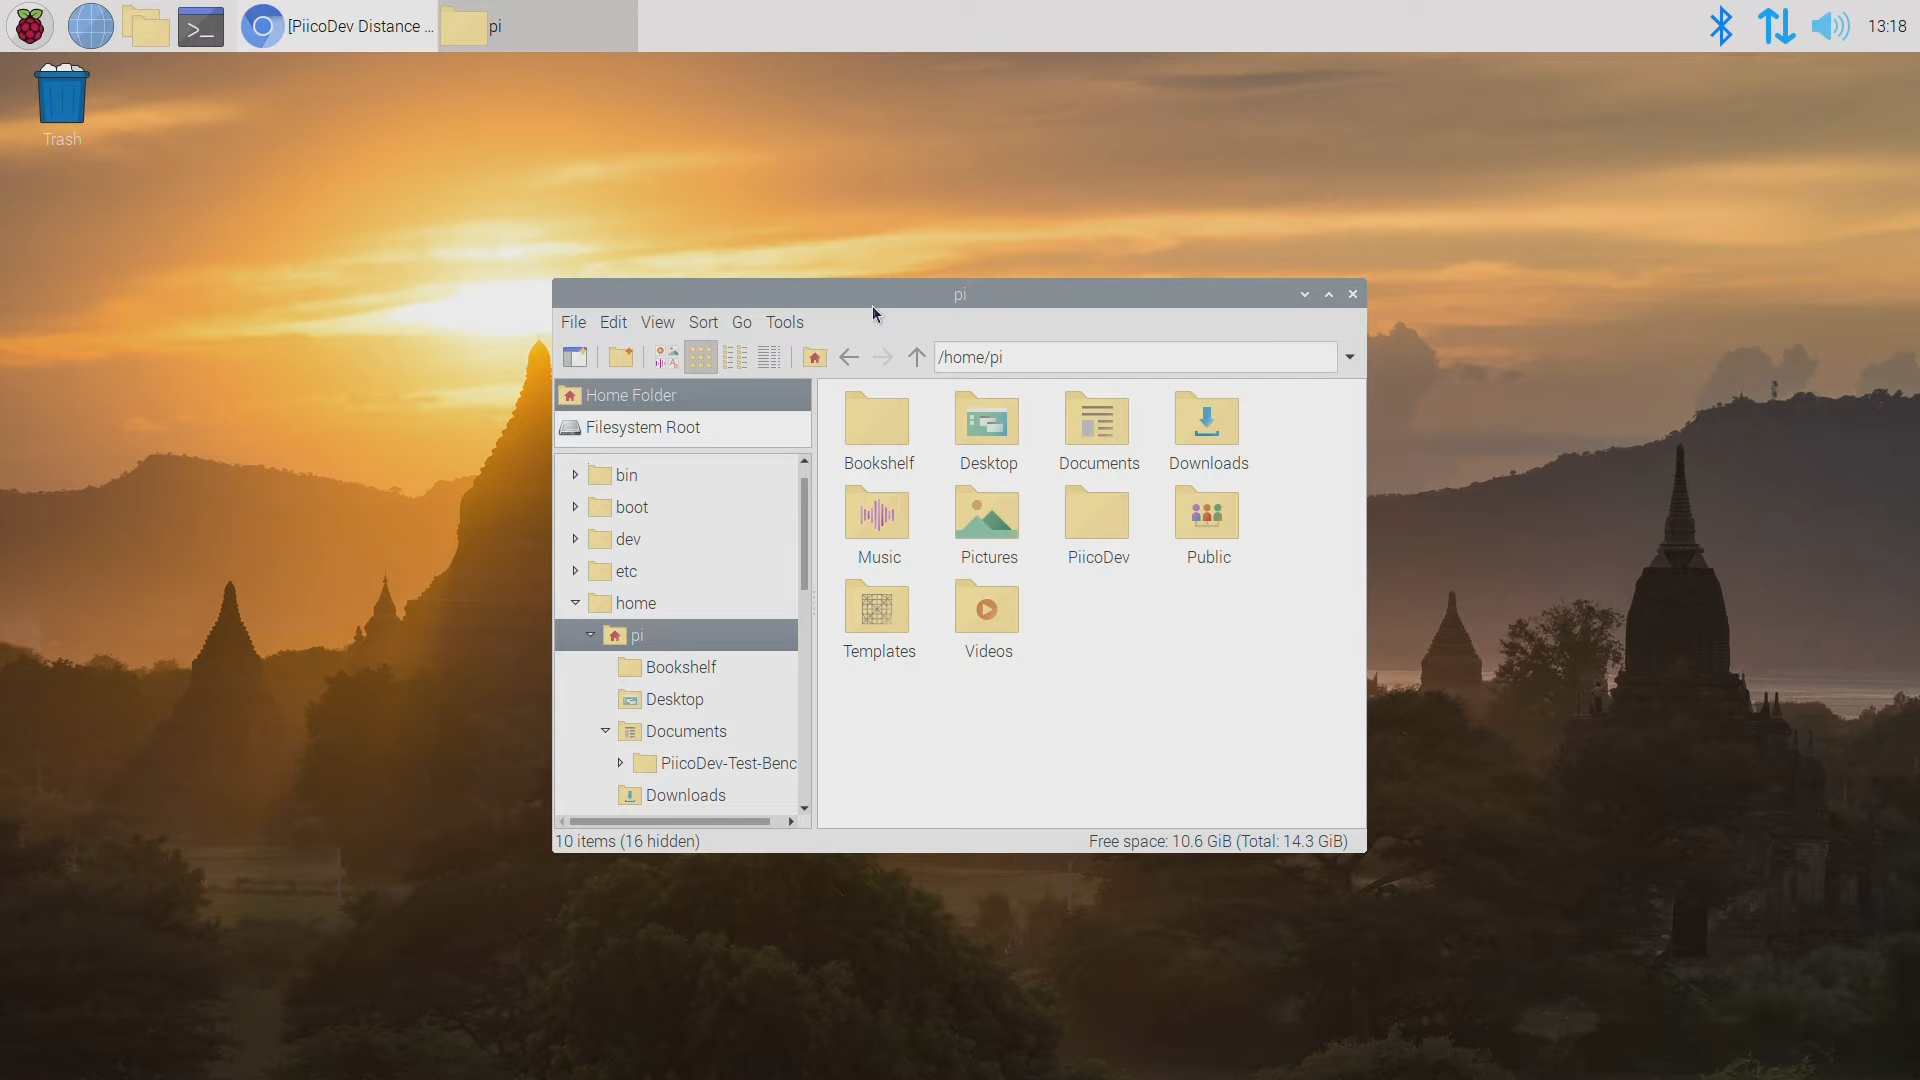 [PiicoDev Distance ...
pi
13:18
Trash
pi
File Edit View Sort Go Tools
/home/pi
Home Folder
Filesystem Root
bin
boot
dev
etc
home
pi
Bookshelf
Desktop
Documents
PiicoDev-Test-Benc
Downloads
Bookshelf Desktop Documents Downloads
Music Pictures PiicoDev Public
Templates Videos
10 items (16 hidden)
Free space: 10.6 GiB (Total: 14.3 GiB)